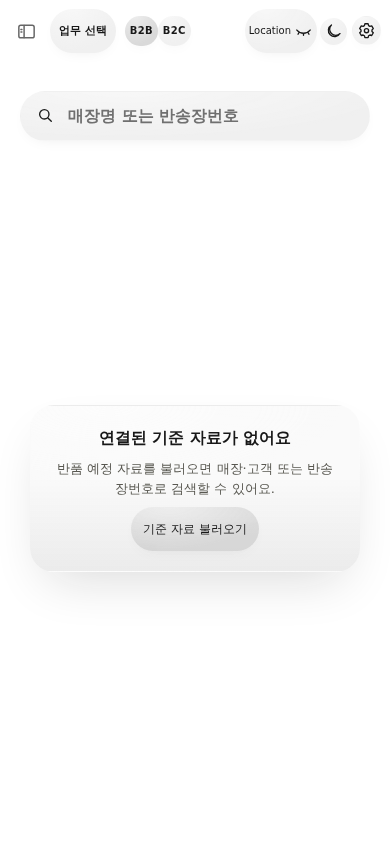 업무 선택 B2B B2C Location
매장명 또는 반송장번호
연결된 기준 자료가 없어요
반품 예정 자료를 불러오면 매장·고객 또는 반송
장번호로 검색할 수 있어요.
기준 자료 불러오기